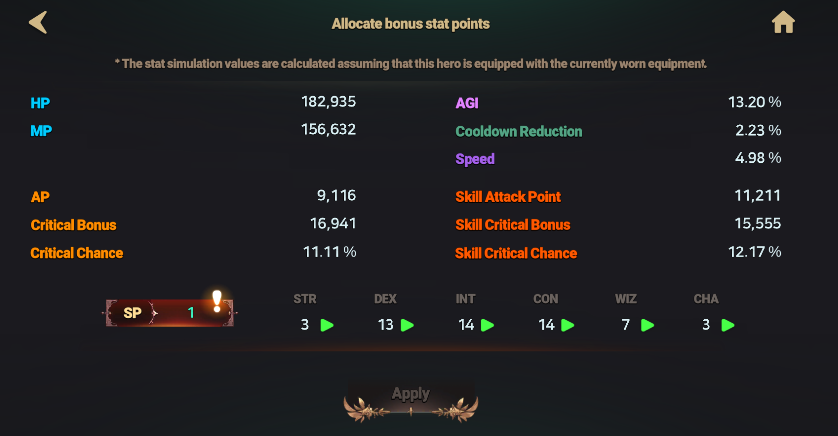 Allocate bonus stat points
* The stat simulation values are calculated assuming that this hero is equipped with the currently worn equipment.
HP 182,935 AGI 13.20 %
MP 156,632 Cooldown Reduction 2.23 %
Speed 4.98 %
AP 9,116 Skill Attack Point 11,211
Critical Bonus 16,941 Skill Critical Bonus 15,555
Critical Chance 11.11 % Skill Critical Chance 12.17 %
STR DEX INT CON WIZ CHA
SP 1 ! 3 13 14 14 7 3
Apply